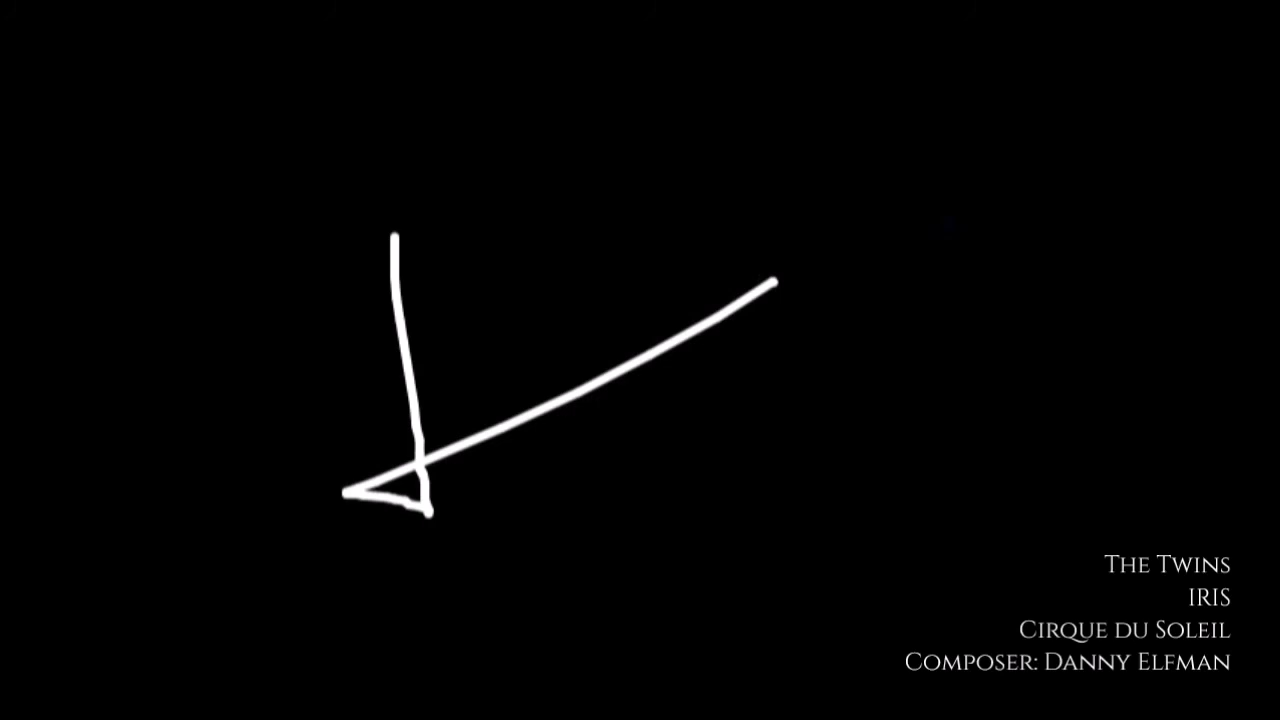 The Twins
IRIS
Cirque du Soleil
Composer: Danny Elfman